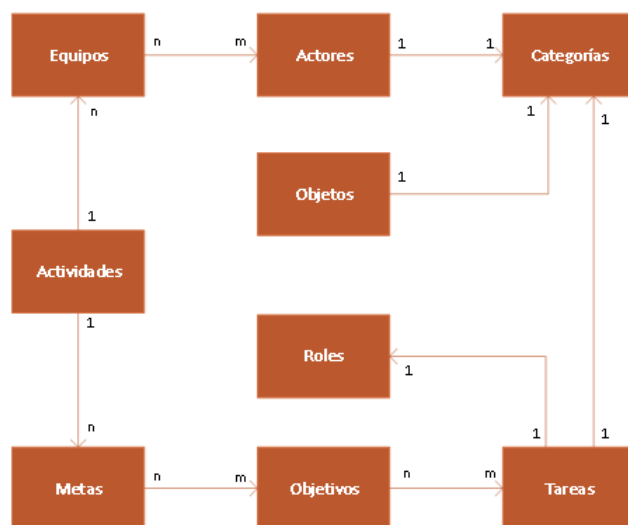 Equipos n m Actores 1 1 Categorías
n 1 1
Objetos 1
1
Actividades
1
Roles
1
n 1 1
Metas n m Objetivos n m Tareas